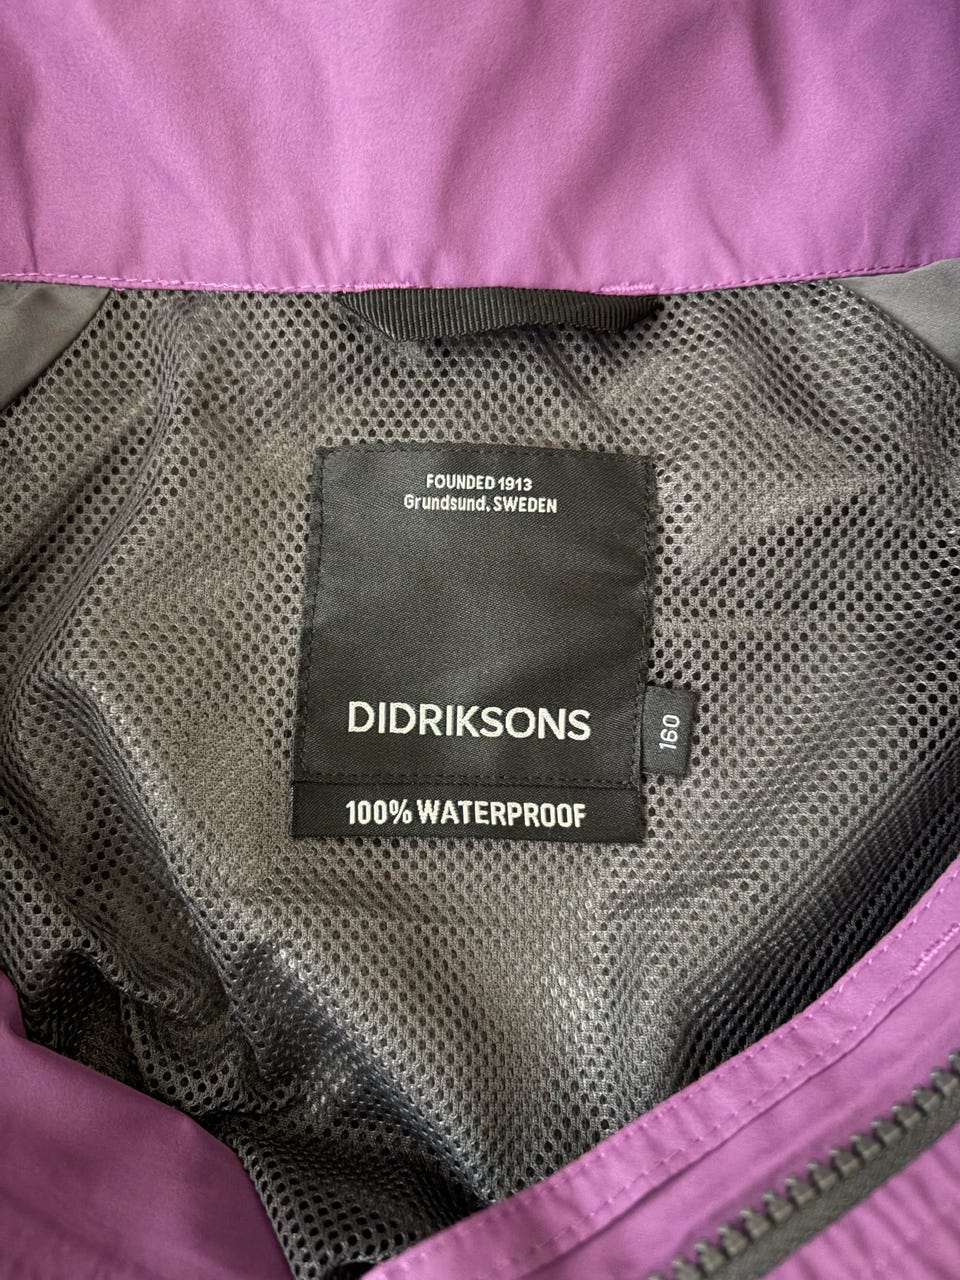 FOUNDED 1913
Grundsund, SWEDEN
DIDRIKSONS
160
100% WATERPROOF